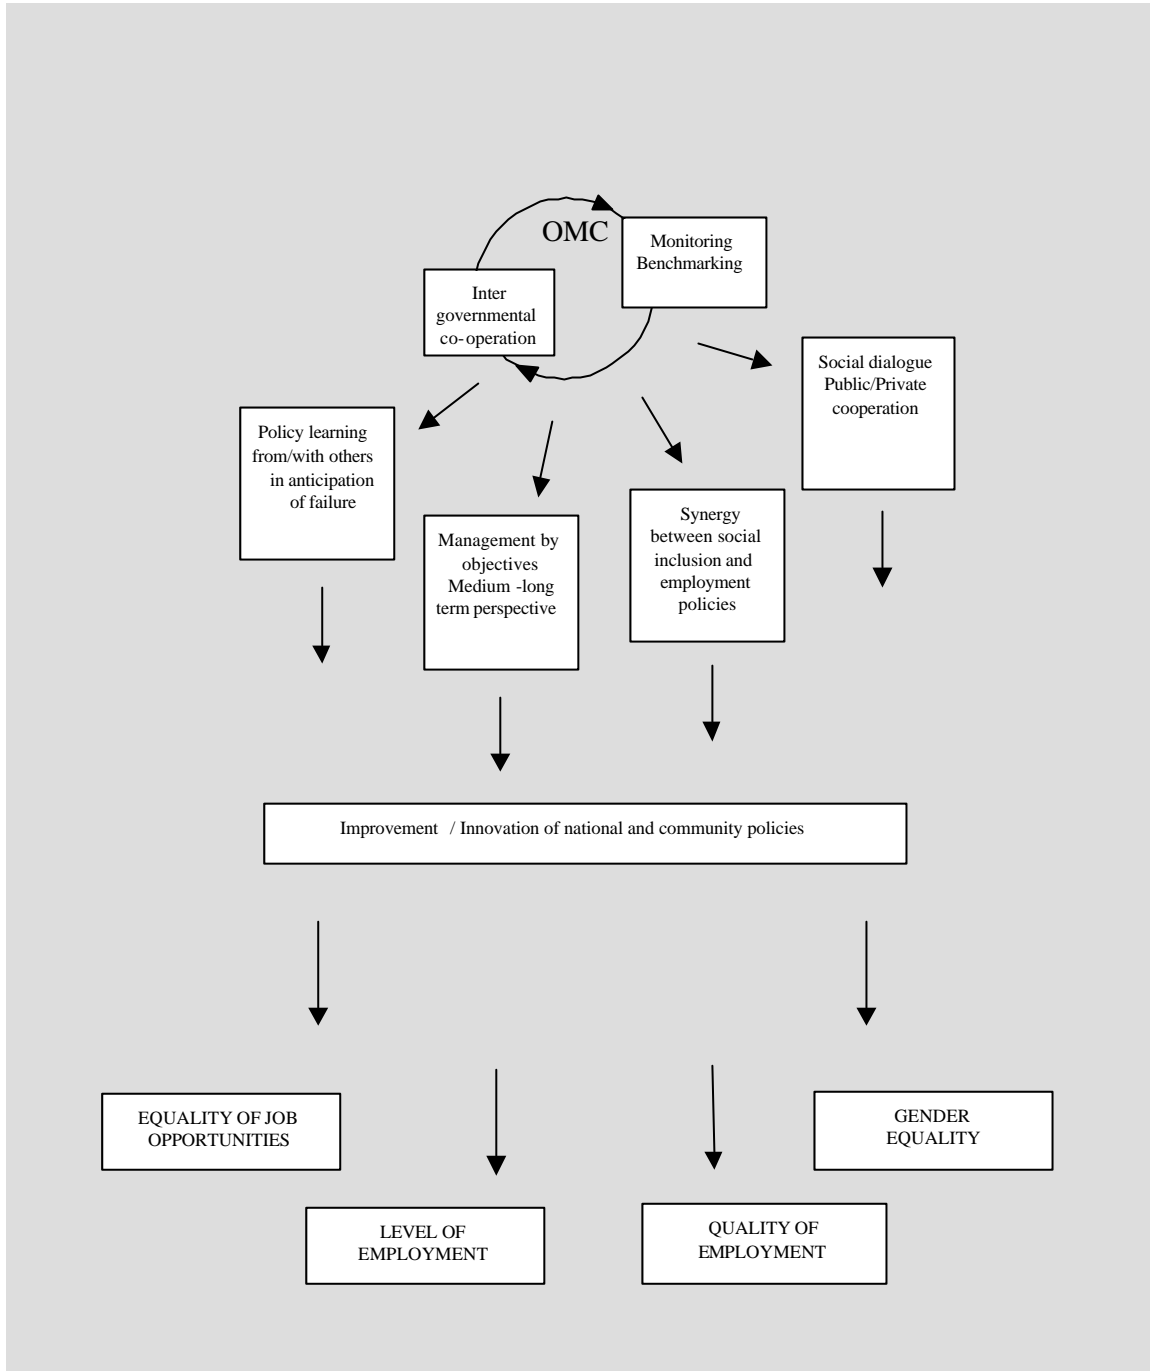 OMC
Monitoring
Benchmarking
Inter
governmental
co-operation
Social dialogue
Public/Private
cooperation
Policy learning
from/with others
in anticipation
of failure
Management by
objectives
Medium -long
term perspective
Synergy
between social
inclusion and
employment
policies
Improvement / Innovation of national and community policies
EQUALITY OF JOB
OPPORTUNITIES
GENDER
EQUALITY
LEVEL OF
EMPLOYMENT
QUALITY OF
EMPLOYMENT